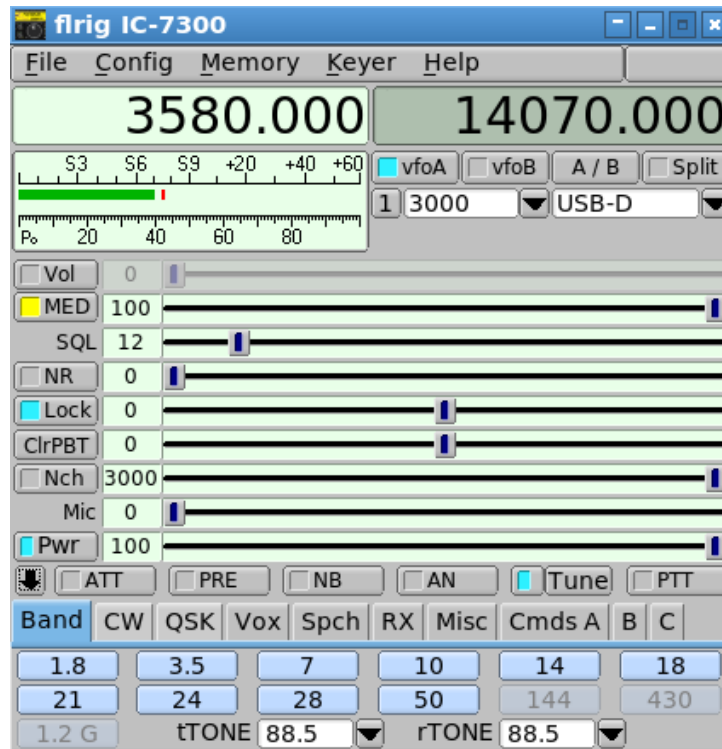 flrig IC-7300
File Config Memory Keyer Help
3580.000 14070.000
S3 S6 S9 +20 +40 +60
Po 20 40 60 80
vfoA vfoB A / B Split
1 3000 USB-D
Vol 0
MED 100
SQL 12
NR 0
Lock 0
ClrPBT 0
Nch 3000
Mic 0
Pwr 100
ATT PRE NB AN Tune PTT
Band CW QSK Vox Spch RX Misc Cmds A B C
1.8 3.5 7 10 14 18
21 24 28 50 144 430
1.2 G tTONE 88.5 rTONE 88.5